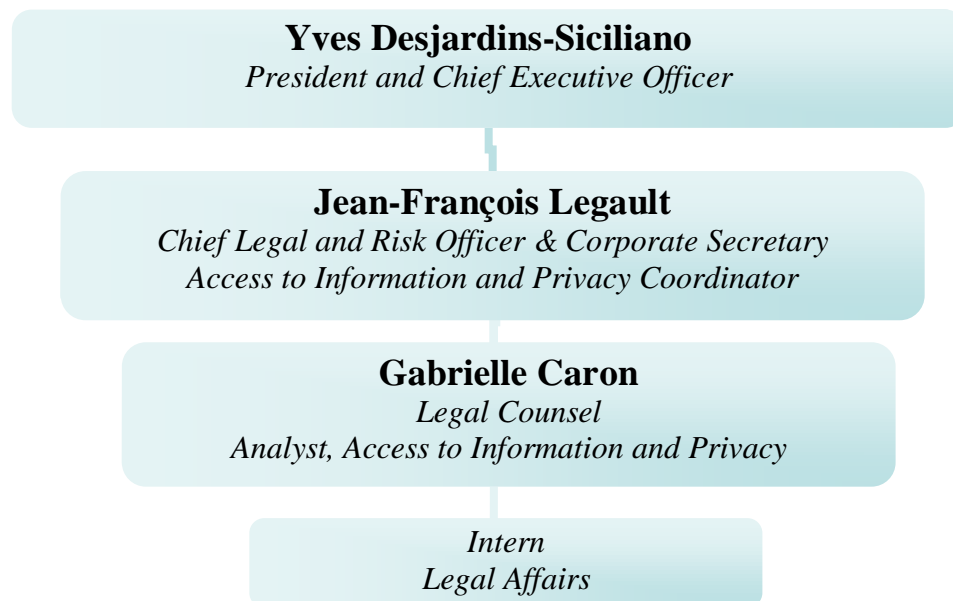 Yves Desjardins-Siciliano
President and Chief Executive Officer
Jean-François Legault
Chief Legal and Risk Officer & Corporate Secretary
Access to Information and Privacy Coordinator
Gabrielle Caron
Legal Counsel
Analyst, Access to Information and Privacy
Intern
Legal Affairs